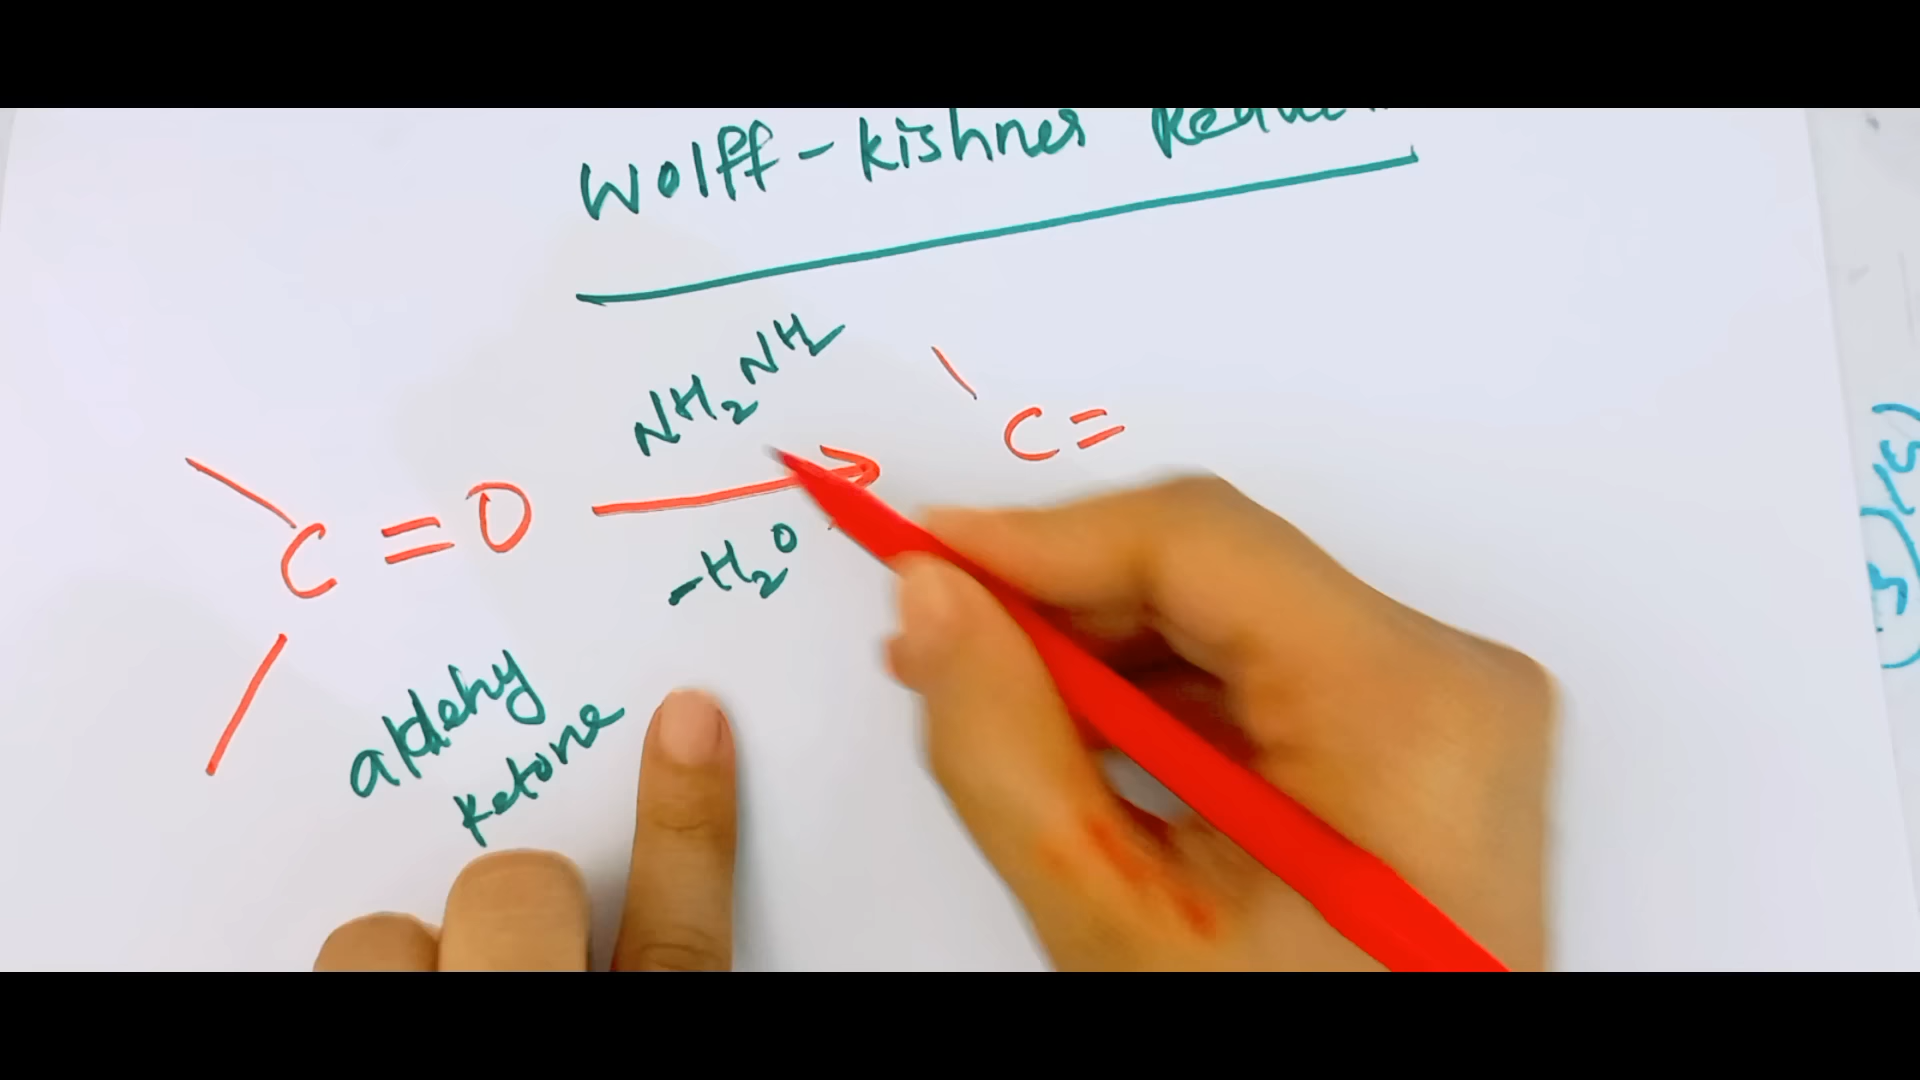 Wolff-Kishner
NH₂NH₂
C=
C=O
-H₂O
aldehy
ketone